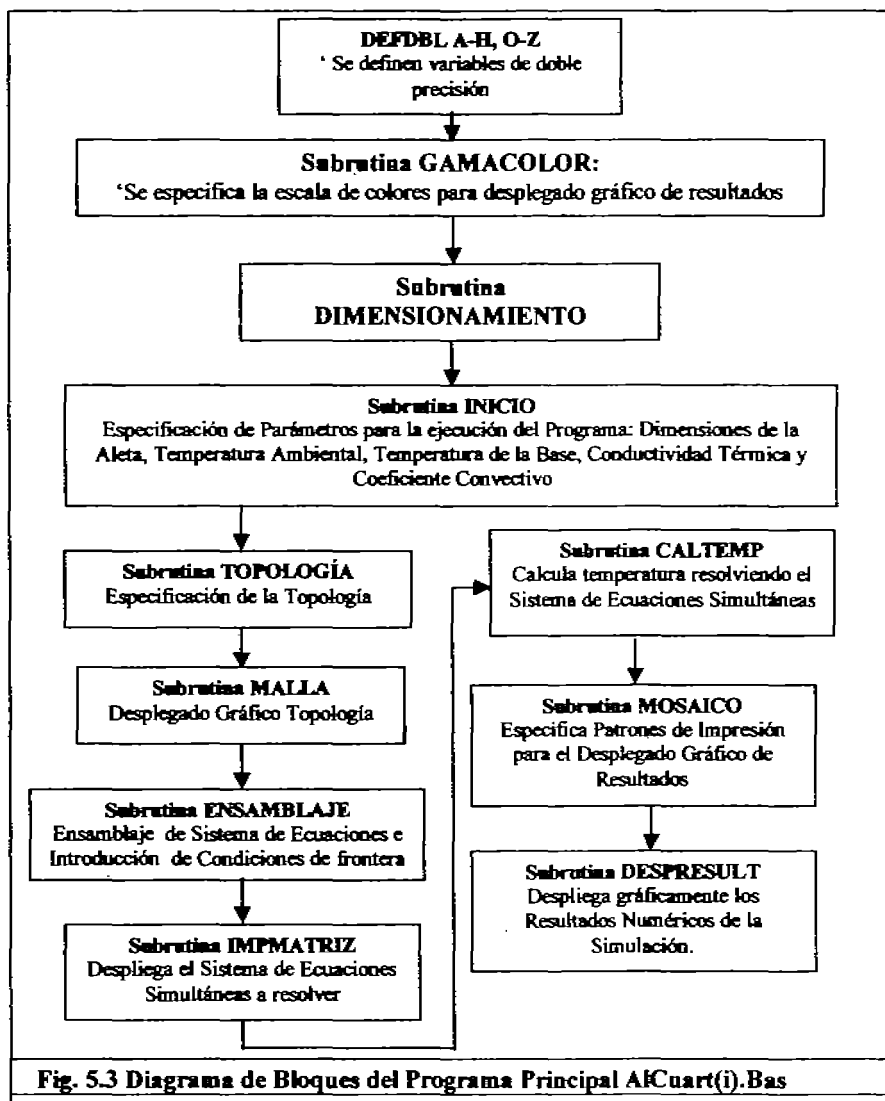 DEFDBL A-H, O-Z
‘ Se definen variables de doble
precisión
Subrutina GAMACOLOR:
‘Se especifica la escala de colores para desplegado gráfico de resultados
Subrutina
DIMENSIONAMIENTO
Subrutina INICIO
Especificación de Parámetros para la ejecución del Programa: Dimensiones de la
Aleta, Temperatura Ambiental, Temperatura de la Base, Conductividad Térmica y
Coeficiente Convectivo
Subrutina TOPOLOGÍA
Especificación de la Topología
Subrutina MALLA
Desplegado Gráfico Topología
Subrutina ENSAMBLAJE
Ensamblaje de Sistema de Ecuaciones e
Introducción de Condiciones de frontera
Subrutina IMPMATRIZ
Despliega el Sistema de Ecuaciones
Simultáneas a resolver
Subrutina CALTEMP
Calcula temperatura resolviendo el
Sistema de Ecuaciones Simultáneas
Subrutina MOSAICO
Especifica Patrones de Impresión
para el Desplegado Gráfico de
Resultados
Subrutina DESPRESULT
Despliega gráficamente los
Resultados Numéricos de la
Simulación.
Fig. 5.3 Diagrama de Bloques del Programa Principal AlCuart(i).Bas